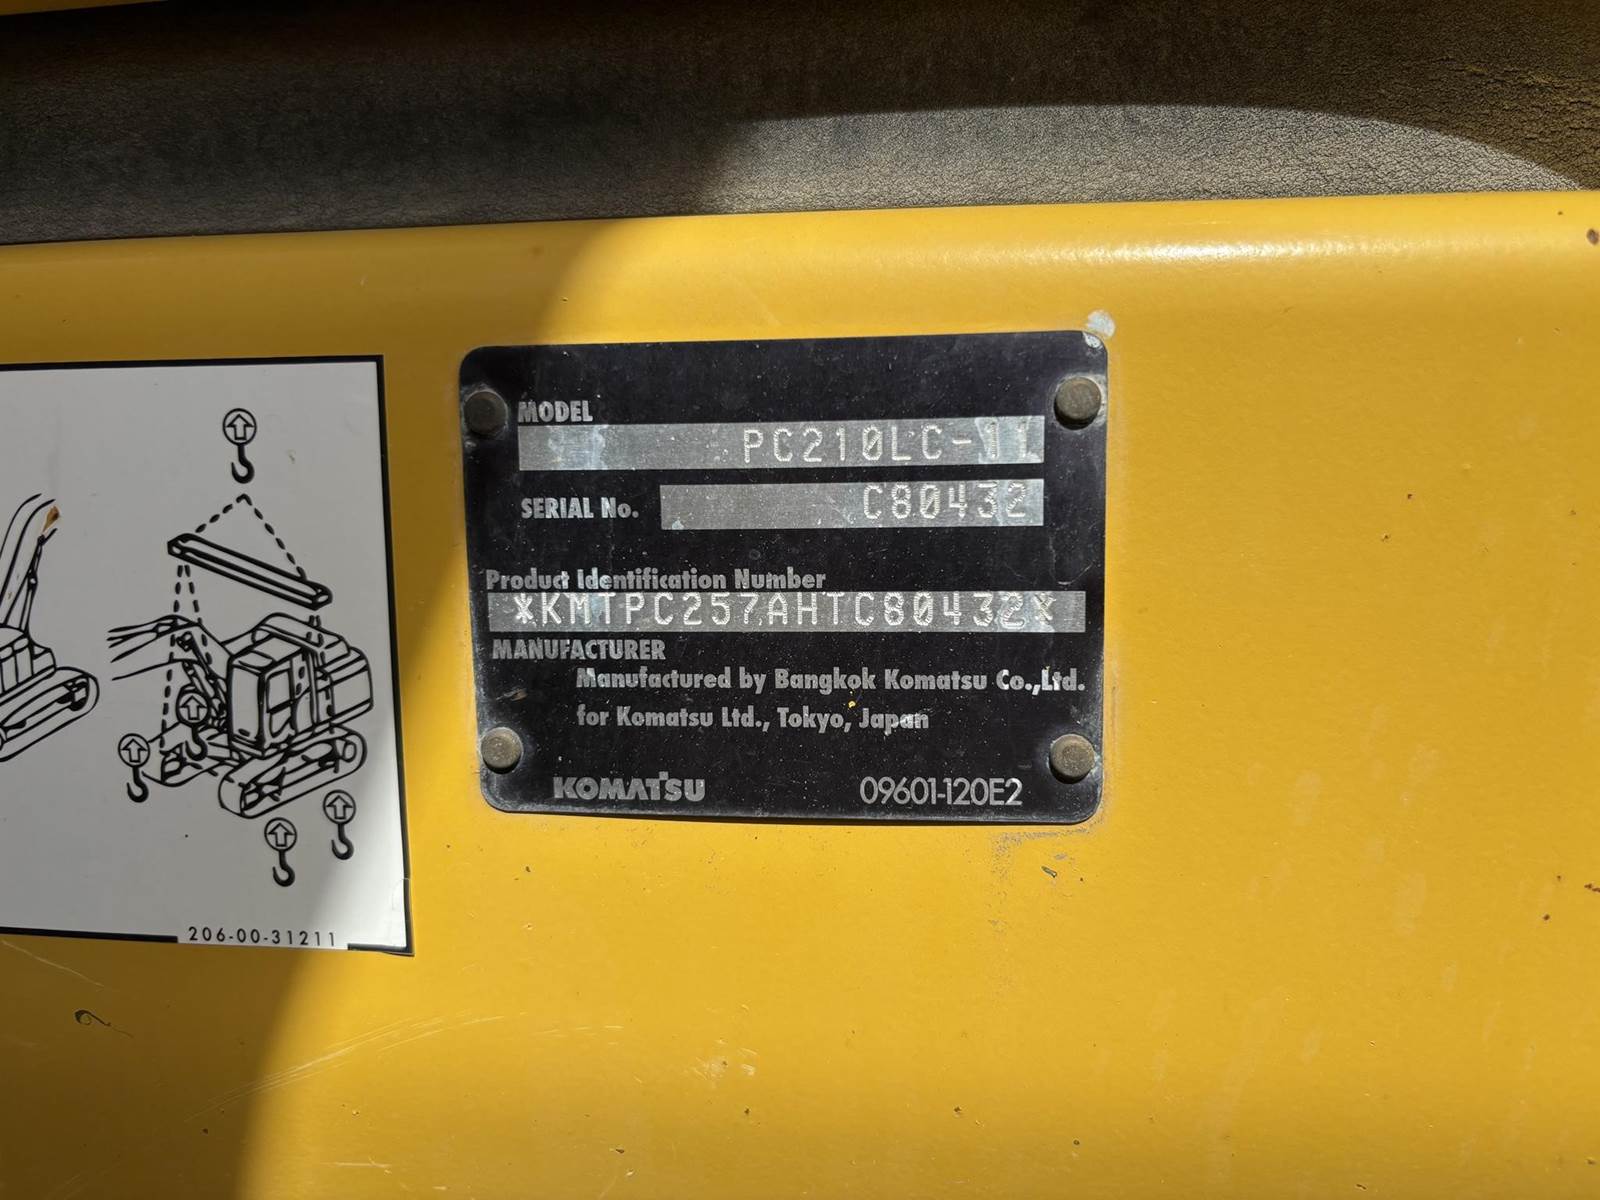 MODEL
PC210LC-11
SERIAL No.
C80432
Product Identification Number
*KMTPC257AHTC80432*
MANUFACTURER
Manufactured by Bangkok Komatsu Co.,Ltd.
for Komatsu Ltd., Tokyo, Japan
KOMATSU
09601-120E2
206-00-31211